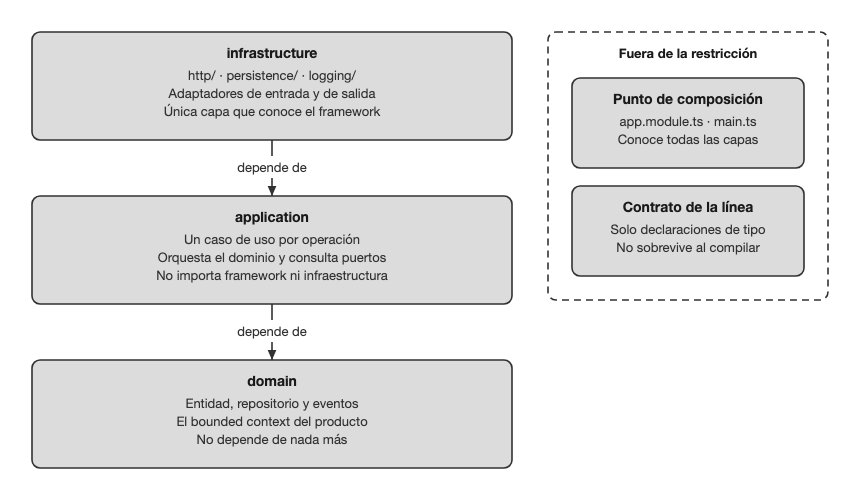 infrastructure
http/ · persistence/ · logging/
Adaptadores de entrada y de salida
Única capa que conoce el framework
depende de
application
Un caso de uso por operación
Orquesta el dominio y consulta puertos
No importa framework ni infraestructura
depende de
domain
Entidad, repositorio y eventos
El bounded context del producto
No depende de nada más
Fuera de la restricción
Punto de composición
app.module.ts · main.ts
Conoce todas las capas
Contrato de la línea
Solo declaraciones de tipo
No sobrevive al compilar